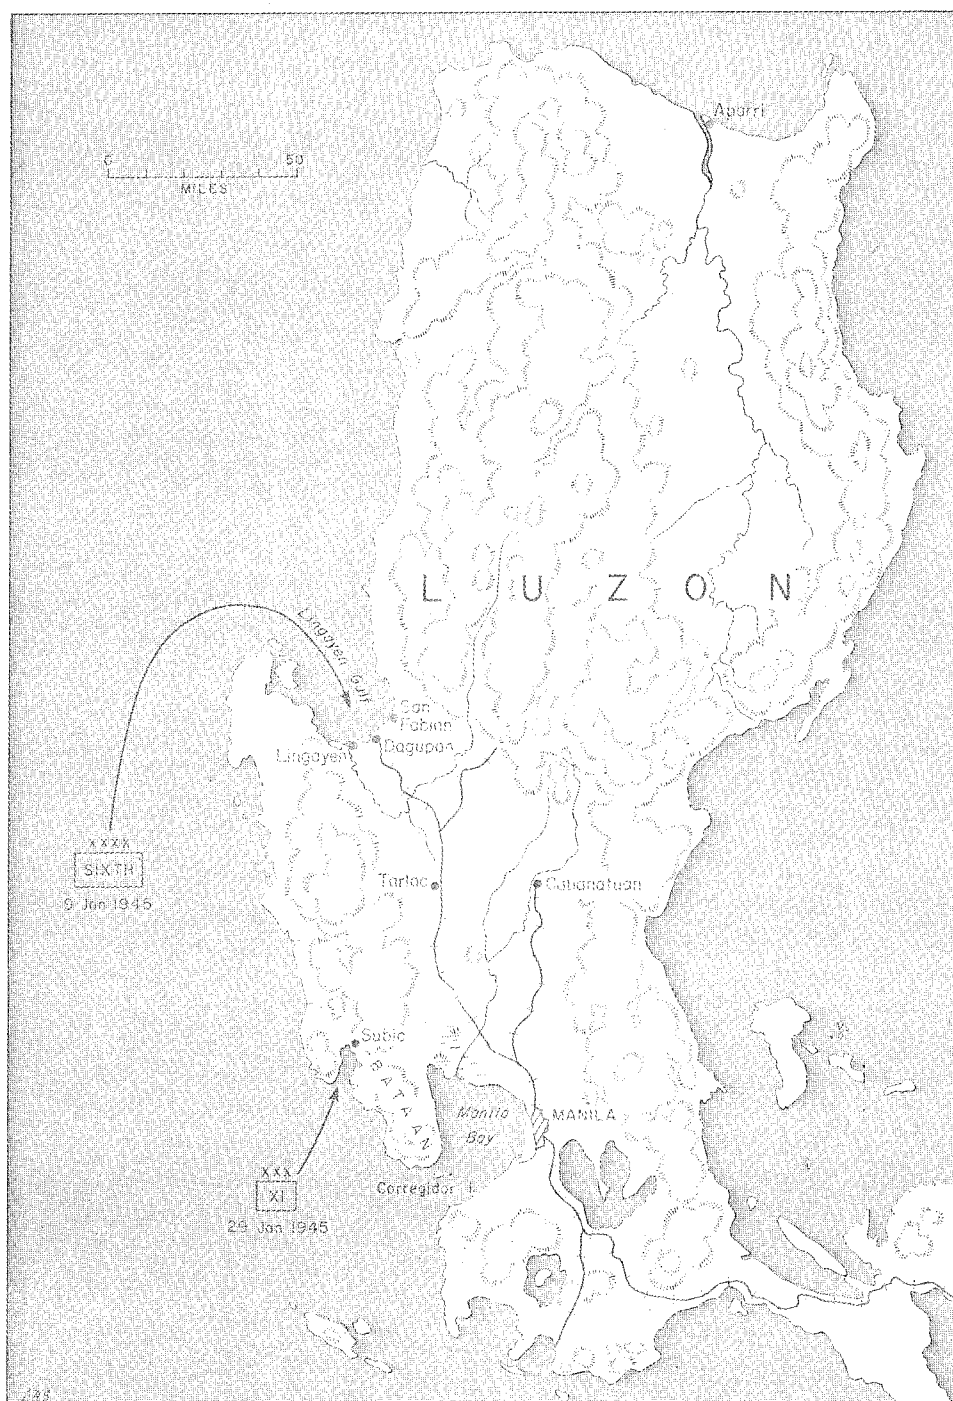 Aparri
0 50
MILES
LUZON
Lingayen Gulf
San
Fabian
Dagupan
Lingayen
XXXX
SIXTH
9 Jan 1945
Tarlac
Cabanatuan
Subic
BATAAN
Manila
Bay
MANILA
Corregidor I.
XXX
XI
29 Jan 1945